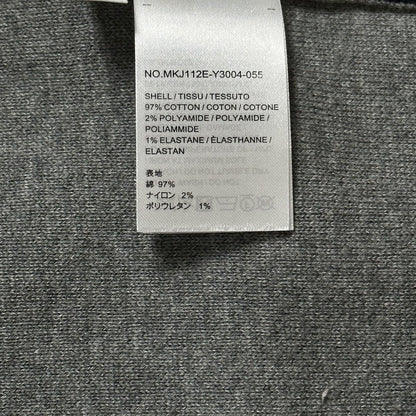 NO.MKJ112E-Y3004-055
SHELL / TISSU / TESSUTO
97% COTTON / COTON / COTONE
2% POLYAMIDE / POLYAMIDE /
POLIAMMIDE
1% ELASTANE / ÉLASTHANNE /
ELASTAN
表地
綿 97%
ナイロン 2%
ポリウレタン 1%